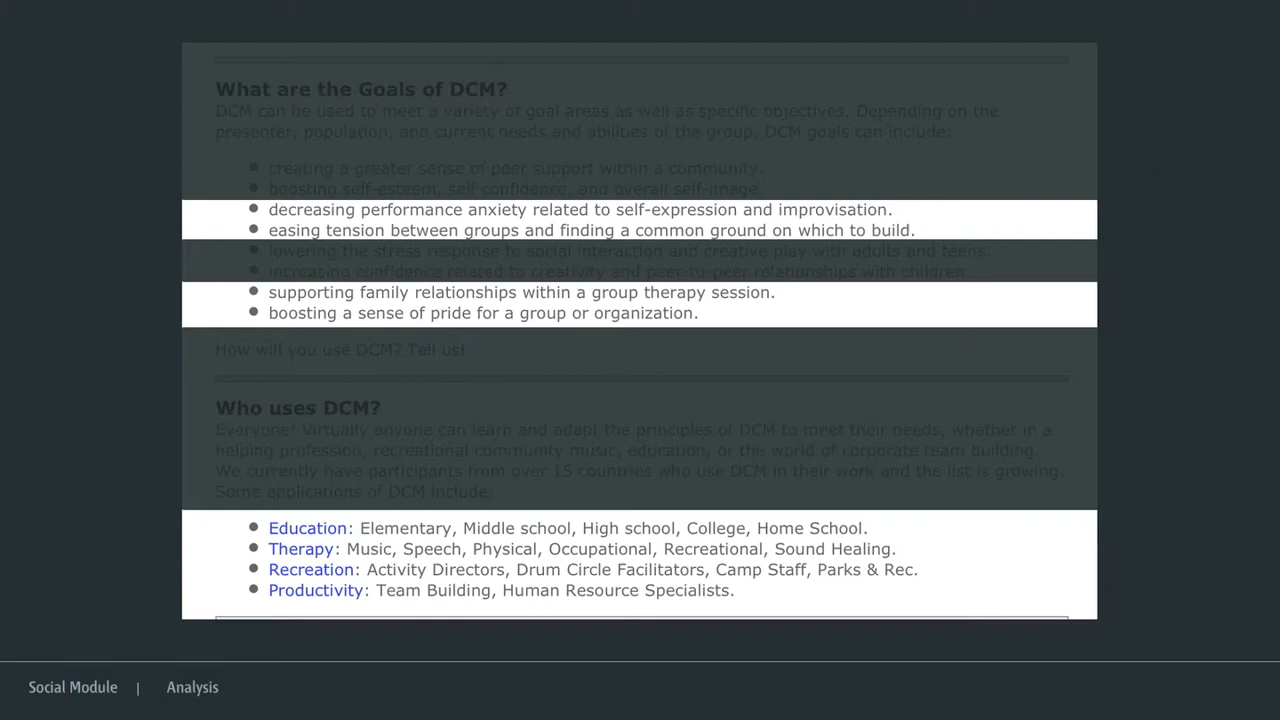 What are the Goals of DCM?
DCM can be used to meet a variety of goal areas as well as specific objectives. Depending on the
presenter, population, and current needs and abilities of the group, DCM goals can include:
creating a greater sense of peer support within a community.
boosting self-esteem, self confidence, and overall self-image.
decreasing performance anxiety related to self-expression and improvisation.
easing tension between groups and finding a common ground on which to build.
lowering the stress response to social interaction and creative play with adults and teens.
increasing confidence related to creativity and peer-to-peer relationships with children.
supporting family relationships within a group therapy session.
boosting a sense of pride for a group or organization.
How will you use DCM? Tell us!
Who uses DCM?
Everyone! Virtually anyone can learn and adapt the principles of DCM to meet their needs, whether in a
helping profession, recreational community music, education, or the world of corporate team building.
We currently have participants from over 15 countries who use DCM in their work and the list is growing.
Some applications of DCM include:
Education: Elementary, Middle school, High school, College, Home School.
Therapy: Music, Speech, Physical, Occupational, Recreational, Sound Healing.
Recreation: Activity Directors, Drum Circle Facilitators, Camp Staff, Parks & Rec.
Productivity: Team Building, Human Resource Specialists.
Social Module | Analysis